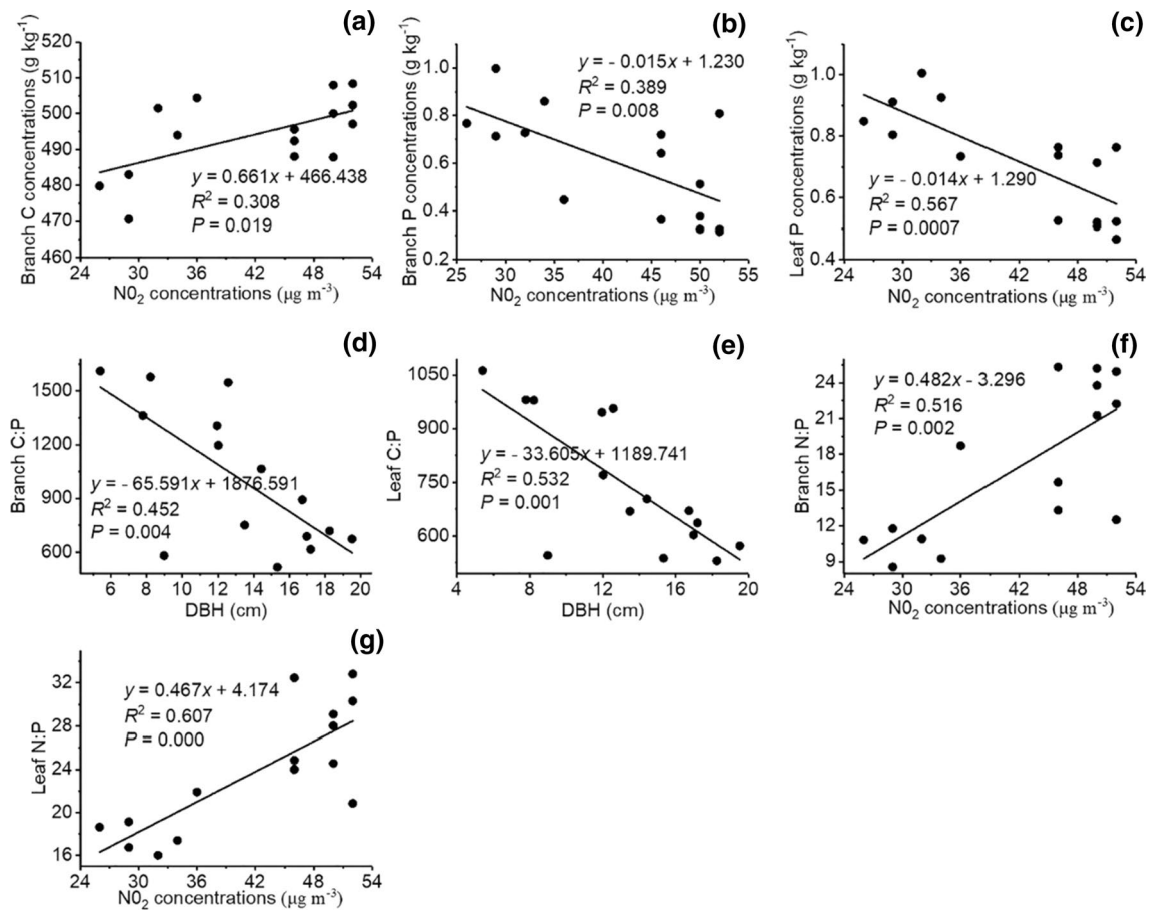 (a)
Branch C concentrations (g kg⁻¹)
520
510
500
490
480
470
460
y = 0.661x + 466.438
R² = 0.308
P = 0.019
24 30 36 42 48 54
N0₂ concentrations (µg m⁻³)
(b)
Branch P concentrations (g kg⁻¹)
1.0
0.8
0.6
0.4
0.2
y = - 0.015x + 1.230
R² = 0.389
P = 0.008
25 30 35 40 45 50 55
N0₂ concentrations (µg m⁻³)
(c)
Leaf P concentrations (g kg⁻¹)
1.0
0.8
0.6
0.4
y = - 0.014x + 1.290
R² = 0.567
P = 0.0007
24 30 36 42 48 54
N0₂ concentrations (µg m⁻³)
(d)
Branch C:P
1500
1200
900
600
y = - 65.591x + 1876.591
R² = 0.452
P = 0.004
6 8 10 12 14 16 18 20
DBH (cm)
(e)
Leaf C:P
1050
900
750
600
y = - 33.605x + 1189.741
R² = 0.532
P = 0.001
4 8 12 16 20
DBH (cm)
(f)
Branch N:P
24
21
18
15
12
9
y = 0.482x - 3.296
R² = 0.516
P = 0.002
24 30 36 42 48 54
N0₂ concentrations (µg m⁻³)
(g)
Leaf N:P
32
28
24
20
16
y = 0.467x + 4.174
R² = 0.607
P = 0.000
24 30 36 42 48 54
N0₂ concentrations (µg m⁻³)